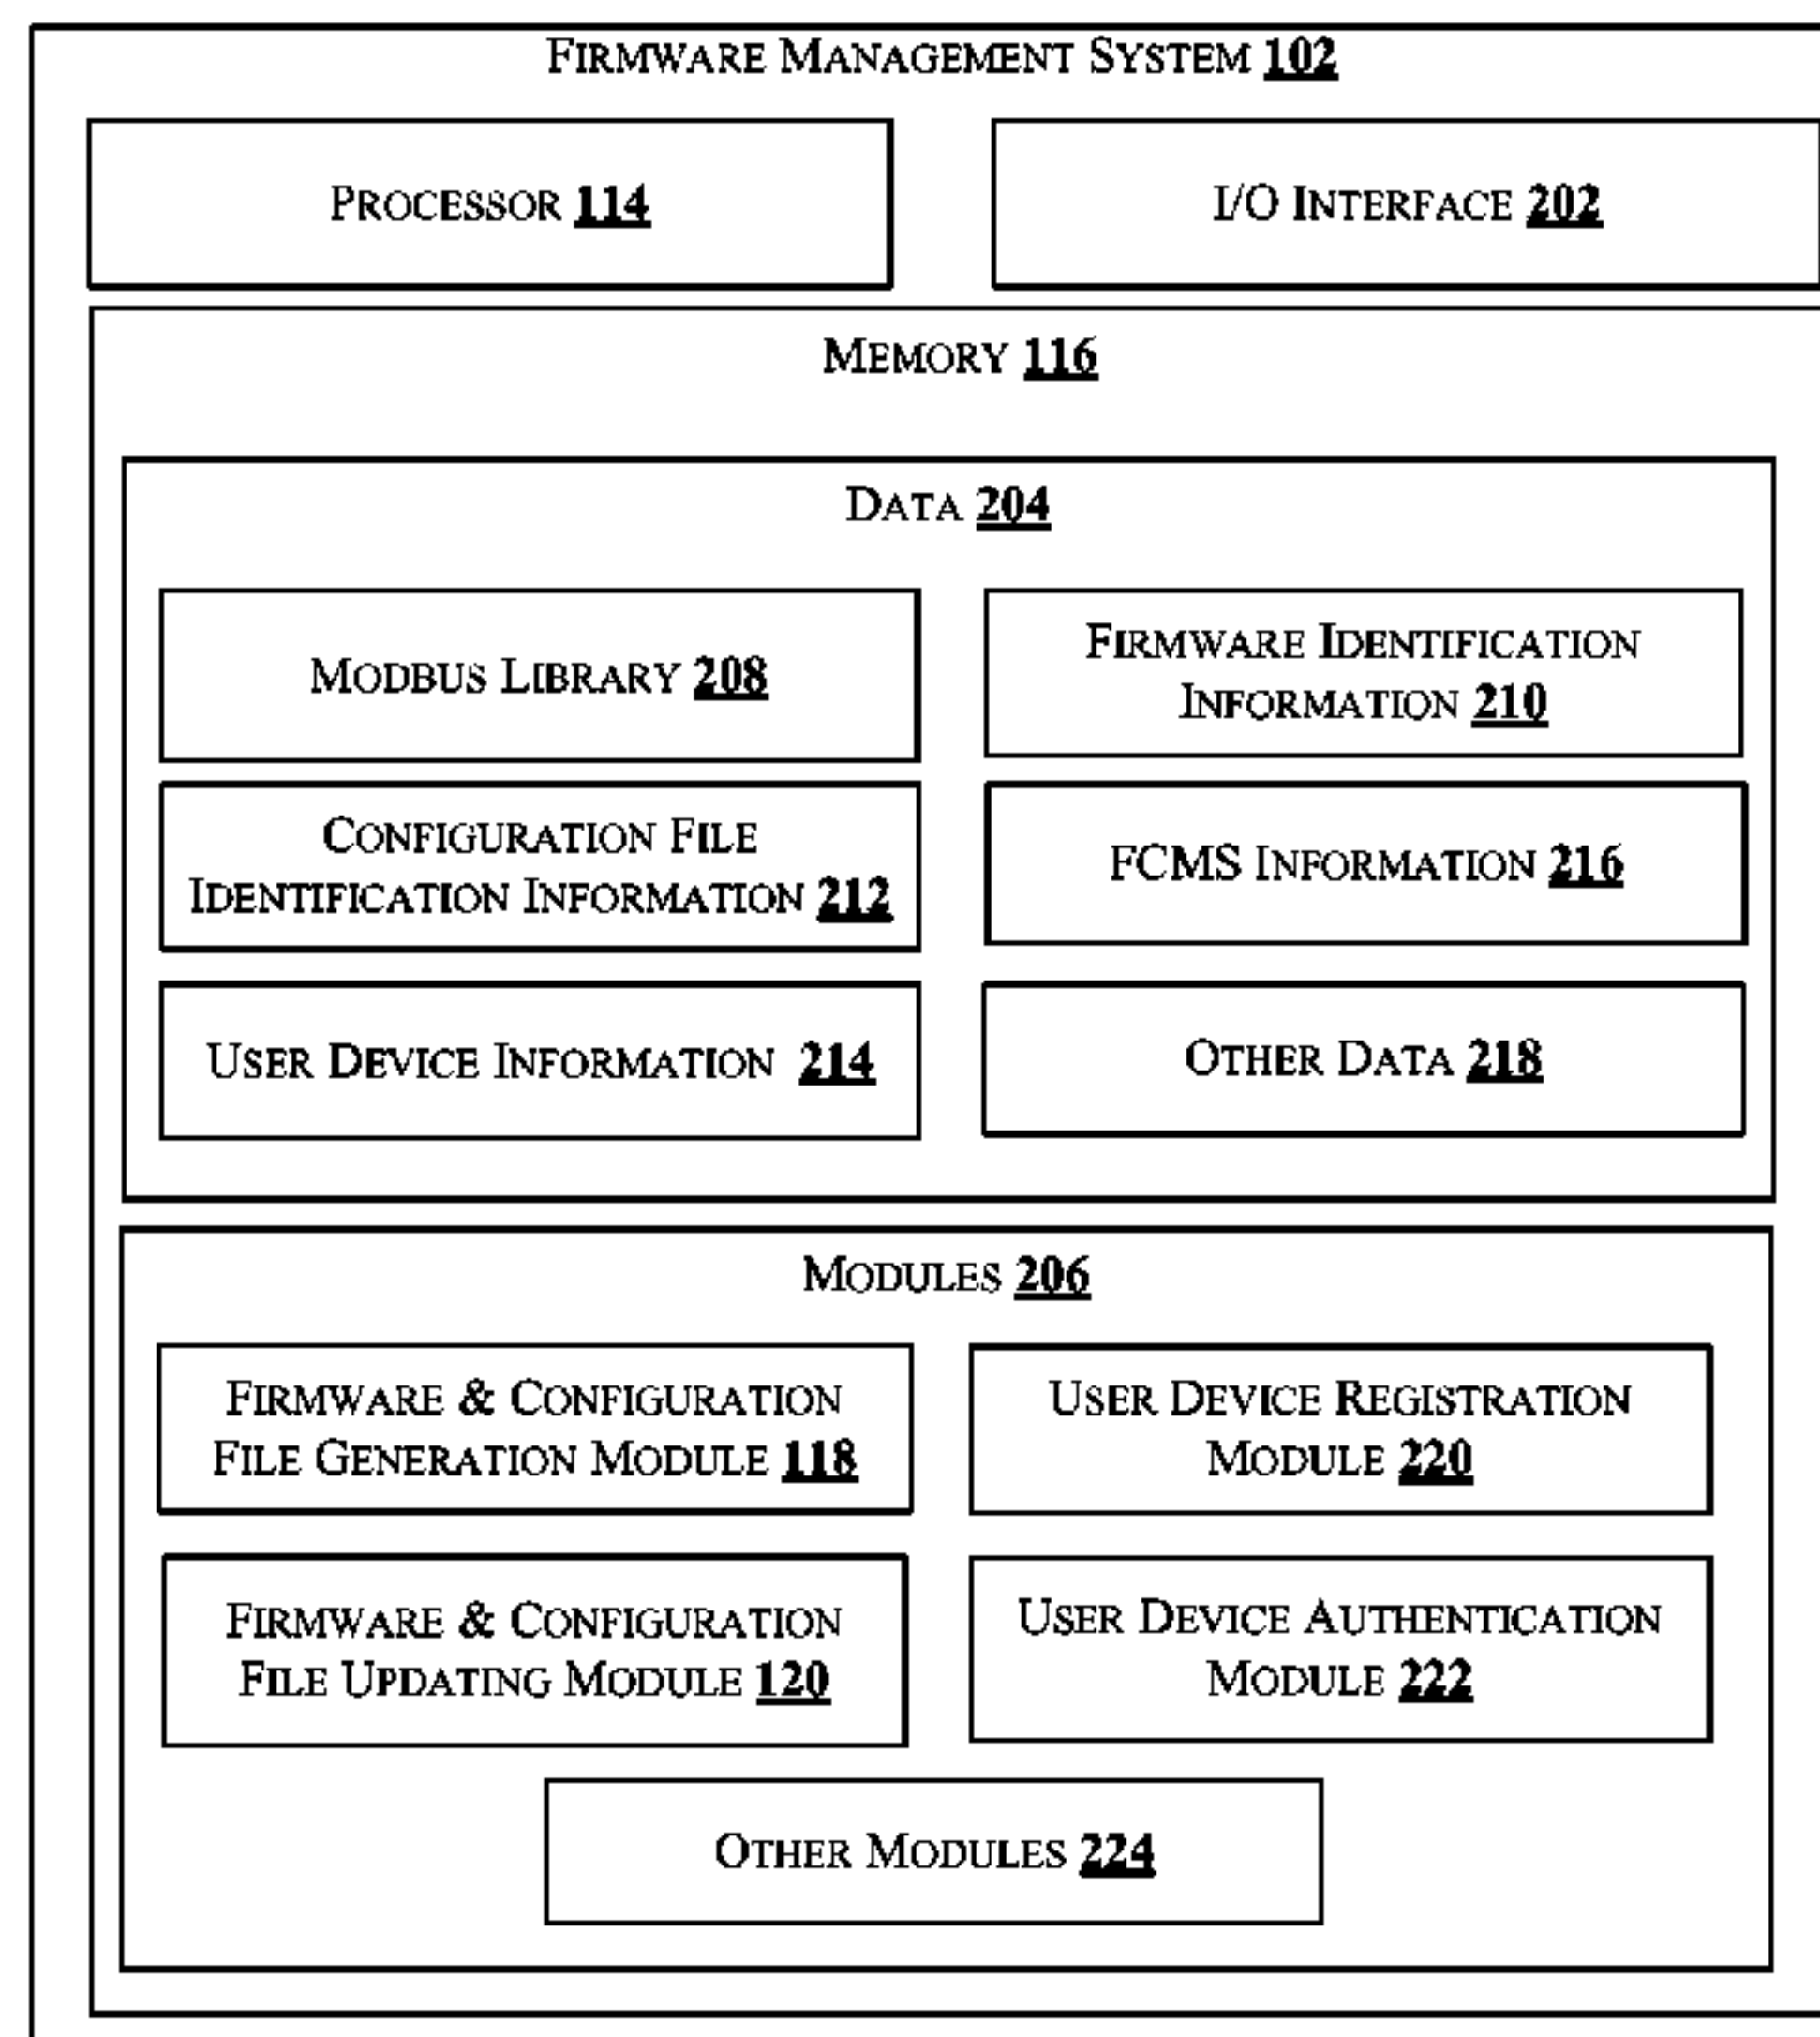 FIRMWARE MANAGEMENT SYSTEM 102
PROCESSOR 114
I/O INTERFACE 202
MEMORY 116
DATA 204
MODBUS LIBRARY 208
FIRMWARE IDENTIFICATION
INFORMATION 210
CONFIGURATION FILE
IDENTIFICATION INFORMATION 212
FCMS INFORMATION 216
USER DEVICE INFORMATION 214
OTHER DATA 218
MODULES 206
FIRMWARE & CONFIGURATION
FILE GENERATION MODULE 118
USER DEVICE REGISTRATION
MODULE 220
FIRMWARE & CONFIGURATION
FILE UPDATING MODULE 120
USER DEVICE AUTHENTICATION
MODULE 222
OTHER MODULES 224